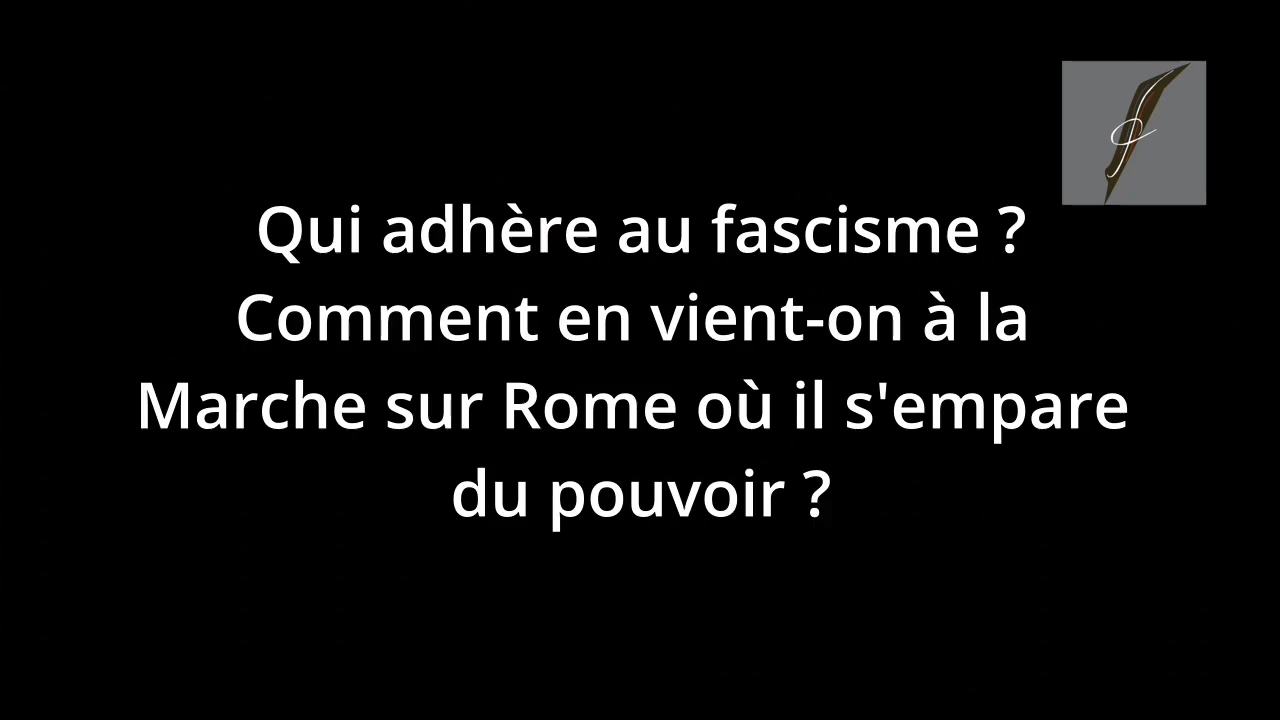 Qui adhère au fascisme ?
Comment en vient-on à la
Marche sur Rome où il s'empare
du pouvoir ?